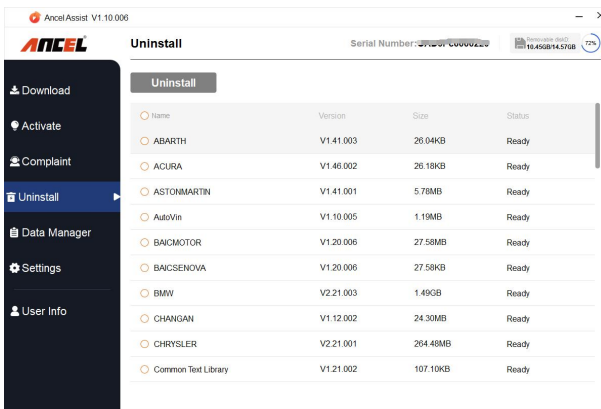 Ancel Assist V1.10.006
ANCEL
Uninstall
Serial Number:
Removable disk
10.45GB/14.57GB
72%
Download
Activate
Complaint
Uninstall
Data Manager
Settings
User Info
Uninstall
Name Version Size Status
ABARTH V1.41.003 26.04KB Ready
ACURA V1.46.002 26.18KB Ready
ASTONMARTIN V1.41.001 5.78MB Ready
AutoVin V1.10.005 1.19MB Ready
BAICMOTOR V1.20.006 27.58MB Ready
BAICSENOVA V1.20.006 27.58KB Ready
BMW V2.21.003 1.49GB Ready
CHANGAN V1.12.002 24.30MB Ready
CHRYSLER V2.21.001 264.48MB Ready
Common Text Library V1.21.002 107.10KB Ready